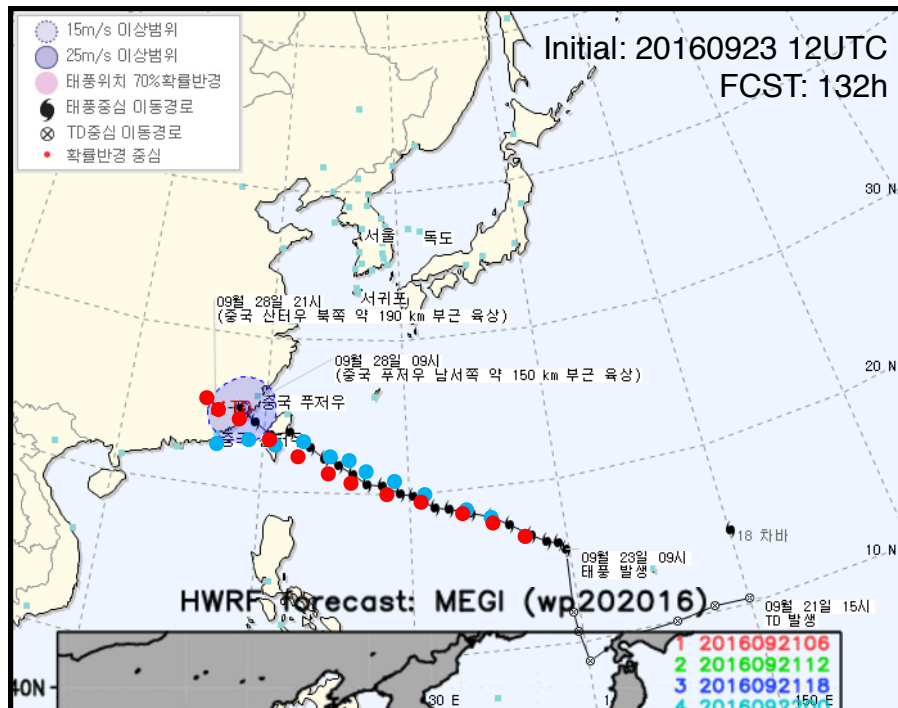 15m/s 이상범위
25m/s 이상범위
태풍위치 70%확률반경
태풍중심 이동경로
TD중심 이동경로
확률반경 중심
Initial: 20160923 12UTC
FCST: 132h
30 N
서울
독도
서귀포
09월 28일 21시
(중국 산터우 북쪽 약 190 km 부근 육상)
09월 28일 09시
(중국 푸저우 남서쪽 약 150 km 부근 육상)
20 N
중국 푸저우
18 차바
10 N
09월 23일 09시
태풍 발생
09월 21일 15시
TD 발생
HWRF forecast: MEGI (wp202016)
1 2016092106
2 2016092112
3 2016092118
40N
30 E
150 E
4 2016092200